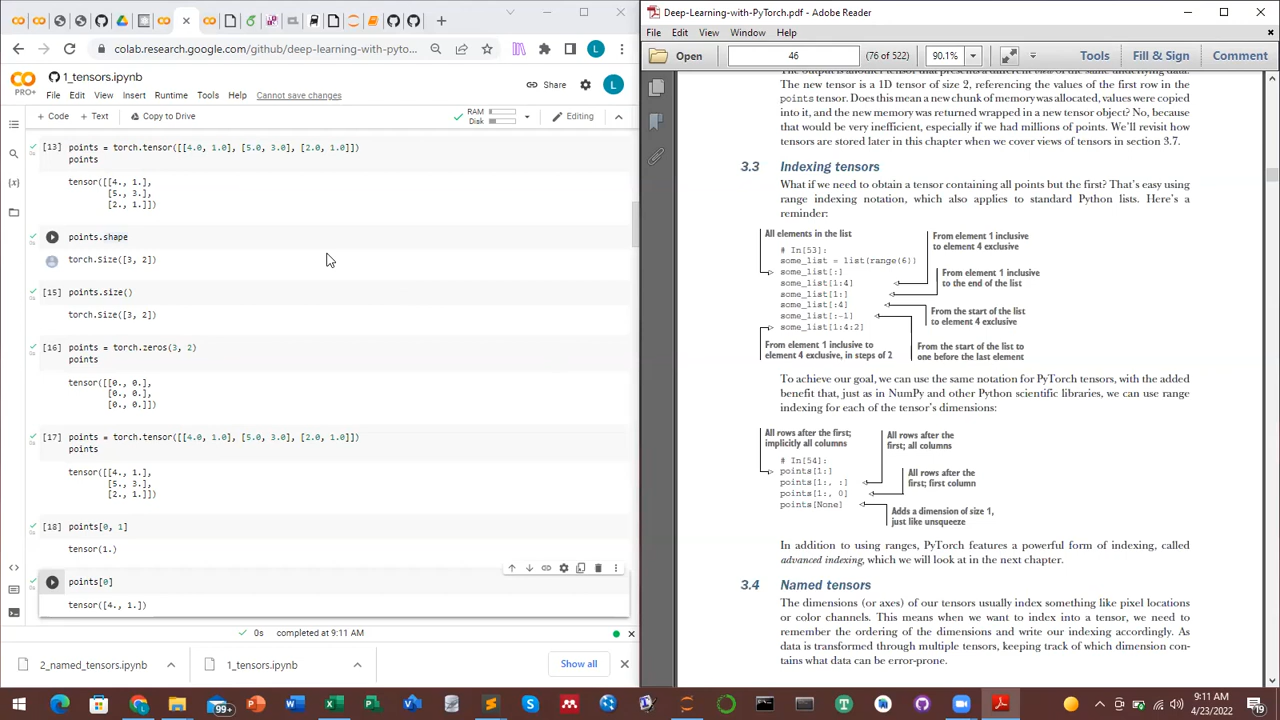 colab.research.google.com/github/deep-learning-with-pyto...
L
PRO+
1_tensors.ipynb
File Edit View Insert Runtime Tools Help Cannot save changes
Share
L
+ Code + Text Copy to Drive
RAM
Disk
Editing
[13] points = torch.tensor([[4.0, 1.0], [5.0, 3.0], [2.0, 1.0]])
points
tensor([[4., 1.],
[5., 3.],
[2., 1.]])
points.shape
torch.Size([3, 2])
[15] points.size()
torch.Size([3, 2])
[16] points = torch.zeros(3, 2)
points
tensor([[0., 0.],
[0., 0.],
[0., 0.]])
[17] points = torch.tensor([[4.0, 1.0], [5.0, 3.0], [2.0, 1.0]])
points
tensor([[4., 1.],
[5., 3.],
[2., 1.]])
[18] points[0, 1]
tensor(1.)
points[0]
tensor([4., 1.])
0s completed at 9:11 AM
2_named_tensors.ipynb
1_tensors.ipynb
Show all
Deep-Learning-with-PyTorch.pdf - Adobe Reader
File Edit View Window Help
Open
46
(76 of 522)
90.1%
Tools
Fill & Sign
Comment
The output is another tensor that presents a different view of the same underlying data.
The new tensor is a 1D tensor of size 2, referencing the values of the first row in the
points tensor. Does this mean a new chunk of memory was allocated, values were copied
into it, and the new memory was returned wrapped in a new tensor object? No, because
that would be very inefficient, especially if we had millions of points. We'll revisit how
tensors are stored later in this chapter when we cover views of tensors in section 3.7.
3.3 Indexing tensors
What if we need to obtain a tensor containing all points but the first? That's easy using
range indexing notation, which also applies to standard Python lists. Here's a
reminder:
All elements in the list
# In[53]:
some_list = list(range(6))
some_list[:]
some_list[1:4]
some_list[1:]
some_list[:4]
some_list[:-1]
some_list[1:4:2]
From element 1 inclusive
to element 4 exclusive
From element 1 inclusive
to the end of the list
From the start of the list
to element 4 exclusive
From the start of the list to
one before the last element
From element 1 inclusive to
element 4 exclusive, in steps of 2
To achieve our goal, we can use the same notation for PyTorch tensors, with the added
benefit that, just as in NumPy and other Python scientific libraries, we can use range
indexing for each of the tensor's dimensions:
All rows after the first;
implicitly all columns
# In[54]:
points[1:]
points[1:, :]
points[1:, 0]
points[None]
All rows after the
first; all columns
All rows after the
first; first column
Adds a dimension of size 1,
just like unsqueeze
In addition to using ranges, PyTorch features a powerful form of indexing, called
advanced indexing, which we will look at in the next chapter.
3.4 Named tensors
The dimensions (or axes) of our tensors usually index something like pixel locations
or color channels. This means when we want to index into a tensor, we need to
remember the ordering of the dimensions and write our indexing accordingly. As
data is transformed through multiple tensors, keeping track of which dimension con-
tains what data can be error-prone.
99+
9:11 AM
4/23/2022